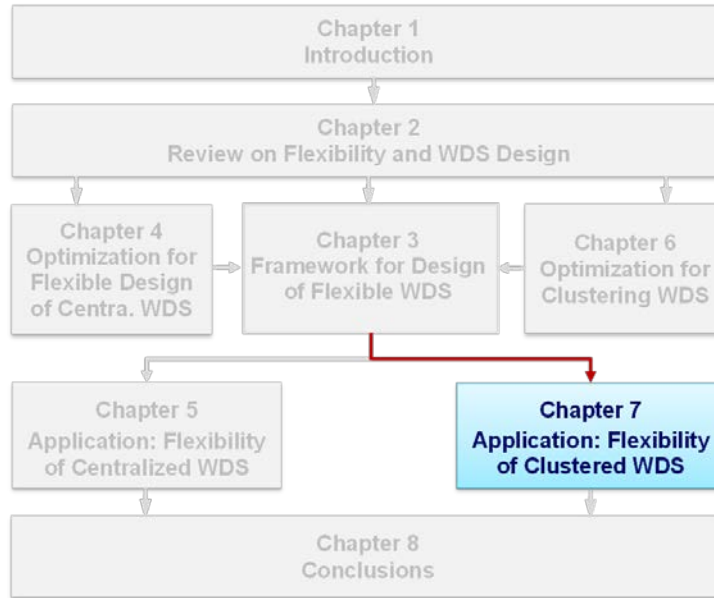 Chapter 1
Introduction
Chapter 2
Review on Flexibility and WDS Design
Chapter 4
Optimization for
Flexible Design
of Centra. WDS
Chapter 3
Framework for Design
of Flexible WDS
Chapter 6
Optimization for
Clustering WDS
Chapter 5
Application: Flexibility
of Centralized WDS
Chapter 7
Application: Flexibility
of Clustered WDS
Chapter 8
Conclusions